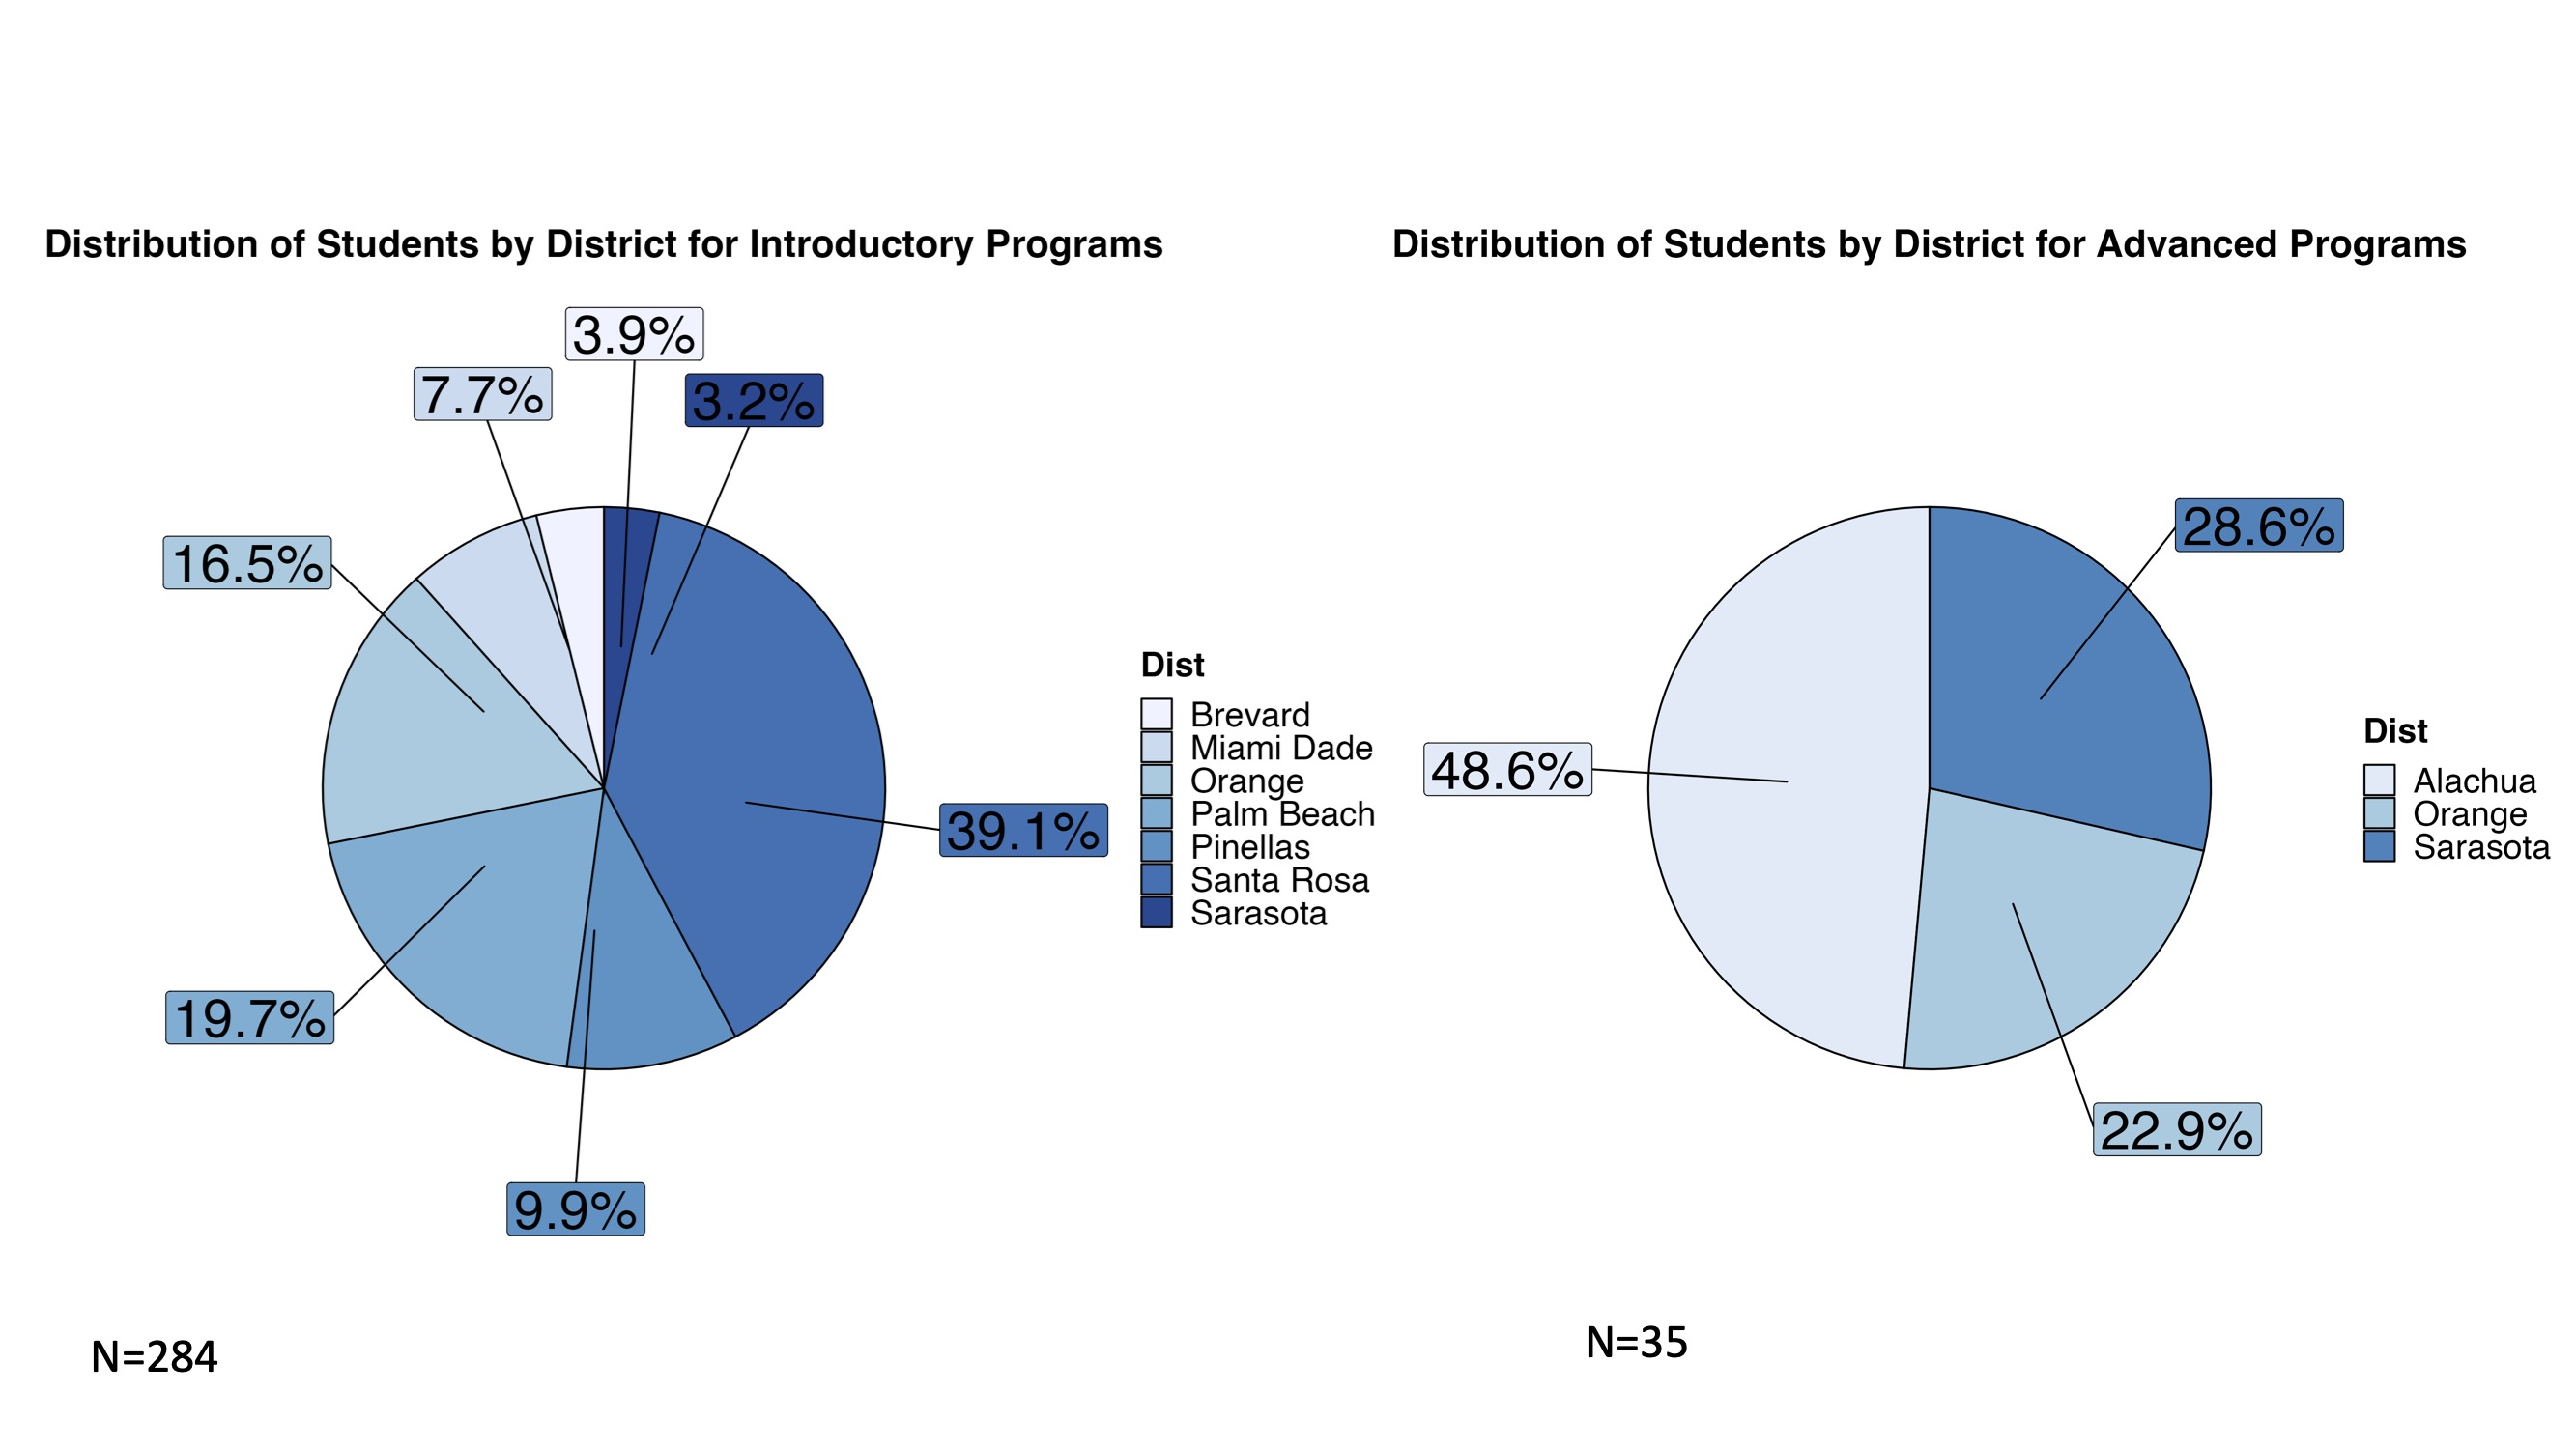 Distribution of Students by District for Introductory Programs
3.9%
7.7%
3.2%
16.5%
39.1%
19.7%
9.9%
Dist
Brevard
Miami Dade
Orange
Palm Beach
Pinellas
Santa Rosa
Sarasota
N=284
Distribution of Students by District for Advanced Programs
28.6%
48.6%
22.9%
Dist
Alachua
Orange
Sarasota
N=35